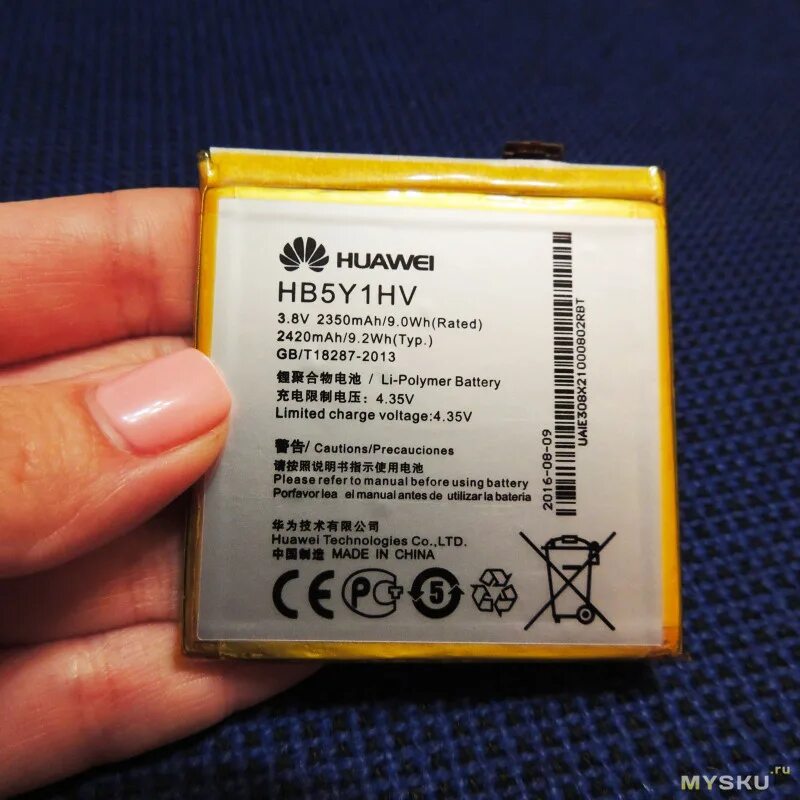 HUAWEI
HB5Y1HV
3.8V 2350mAh/9.0Wh(Rated)
2420mAh/9.2Wh(Typ.)
GB/T18287-2013
锂聚合物电池 / Li-Polymer Battery
充电限制电压: 4.35V
Limited charge voltage:4.35V
警告/ Cautions/Precauciones
请按照说明书指示使用电池
Please refer to manual before using battery
Porfavor lea el manual antes de utilizar la bateria
华为技术有限公司
Huawei Technologies Co.,LTD.
中国制造 MADE IN CHINA
CE PC+ 5
2016-08-09
UAIE308X21000802RBT
MYSKU.ru